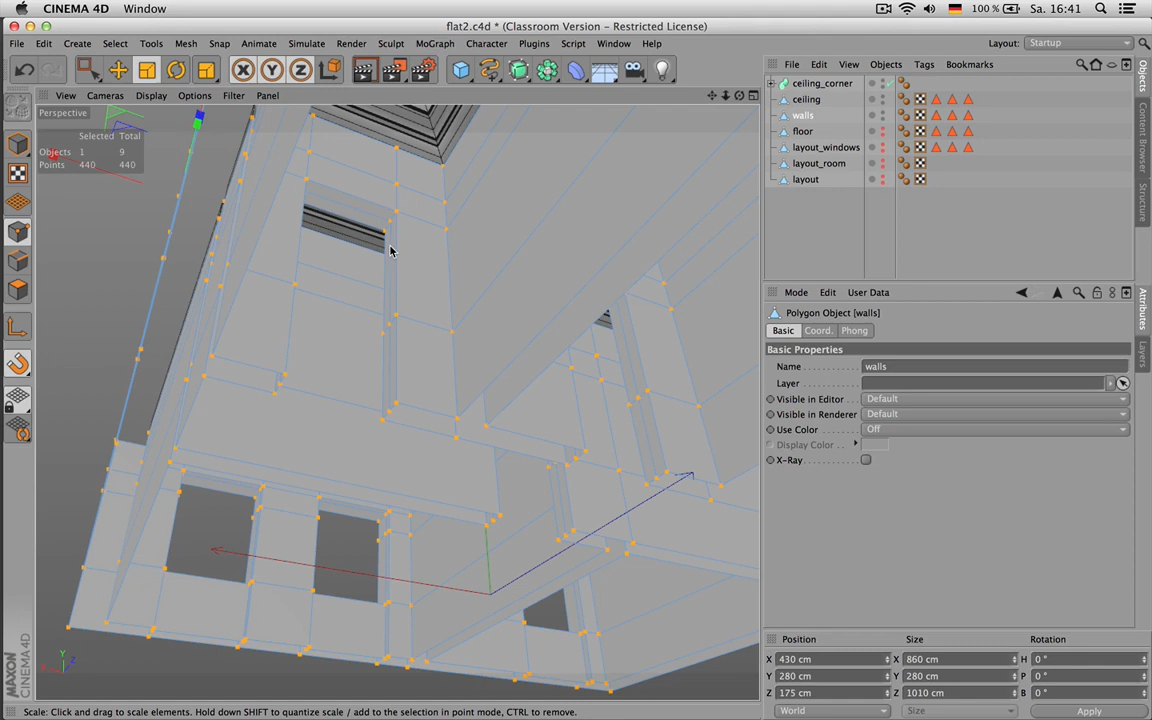 CINEMA 4D Window 100 % Sa. 16:41
flat2.c4d * (Classroom Version - Restricted License)
File Edit Create Select Tools Mesh Snap Animate Simulate Render Sculpt MoGraph Character Plugins Script Window Help Layout: Startup
X Y Z
View Cameras Display Options Filter Panel
Perspective
Selected Total
Objects 1 9
Points 440 440
File Edit View Objects Tags Bookmarks
ceiling_corner
ceiling
walls
floor
layout_windows
layout_room
layout
Objects
Content Browser
Structure
Mode Edit User Data
Polygon Object [walls]
Basic Coord. Phong
Basic Properties
Name walls
Layer
Visible in Editor Default
Visible in Renderer Default
Use Color Off
Display Color
X-Ray
Attributes
Layers
Position Size Rotation
X 430 cm X 860 cm H 0 °
Y 280 cm Y 280 cm P 0 °
Z 175 cm Z 1010 cm B 0 °
World Size Apply
Y
X
Z
MAXON
CINEMA 4D
Scale: Click and drag to scale elements. Hold down SHIFT to quantize scale / add to the selection in point mode, CTRL to remove.